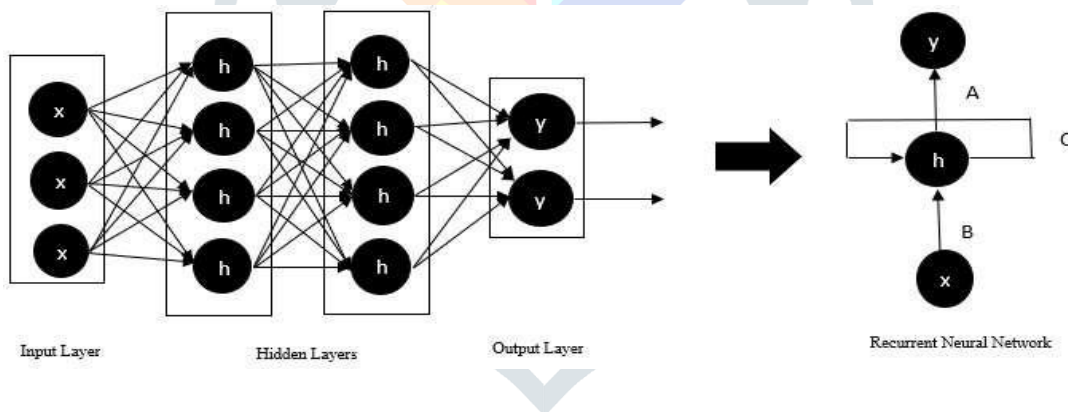 x
x
x
h
h
h
h
h
h
h
h
y
y
y
A
C
h
B
x
Input Layer
Hidden Layers
Output Layer
Recurrent Neural Network